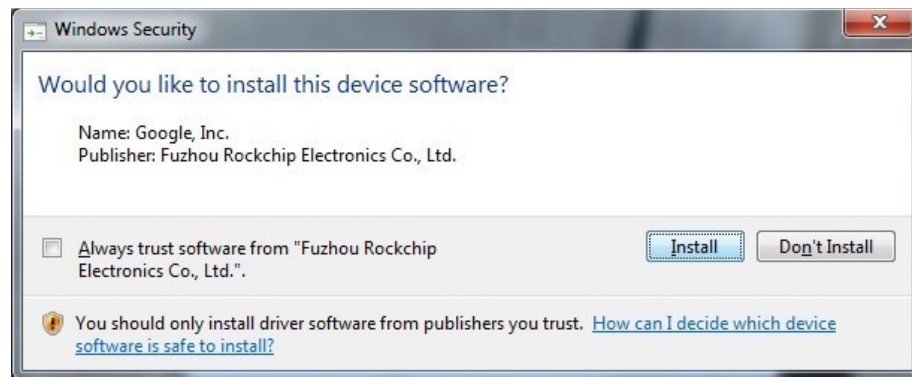 Windows Security
Would you like to install this device software?
Name: Google, Inc.
Publisher: Fuzhou Rockchip Electronics Co., Ltd.
Always trust software from "Fuzhou Rockchip
Electronics Co., Ltd.".
Install
Don't Install
You should only install driver software from publishers you trust. How can I decide which device
software is safe to install?